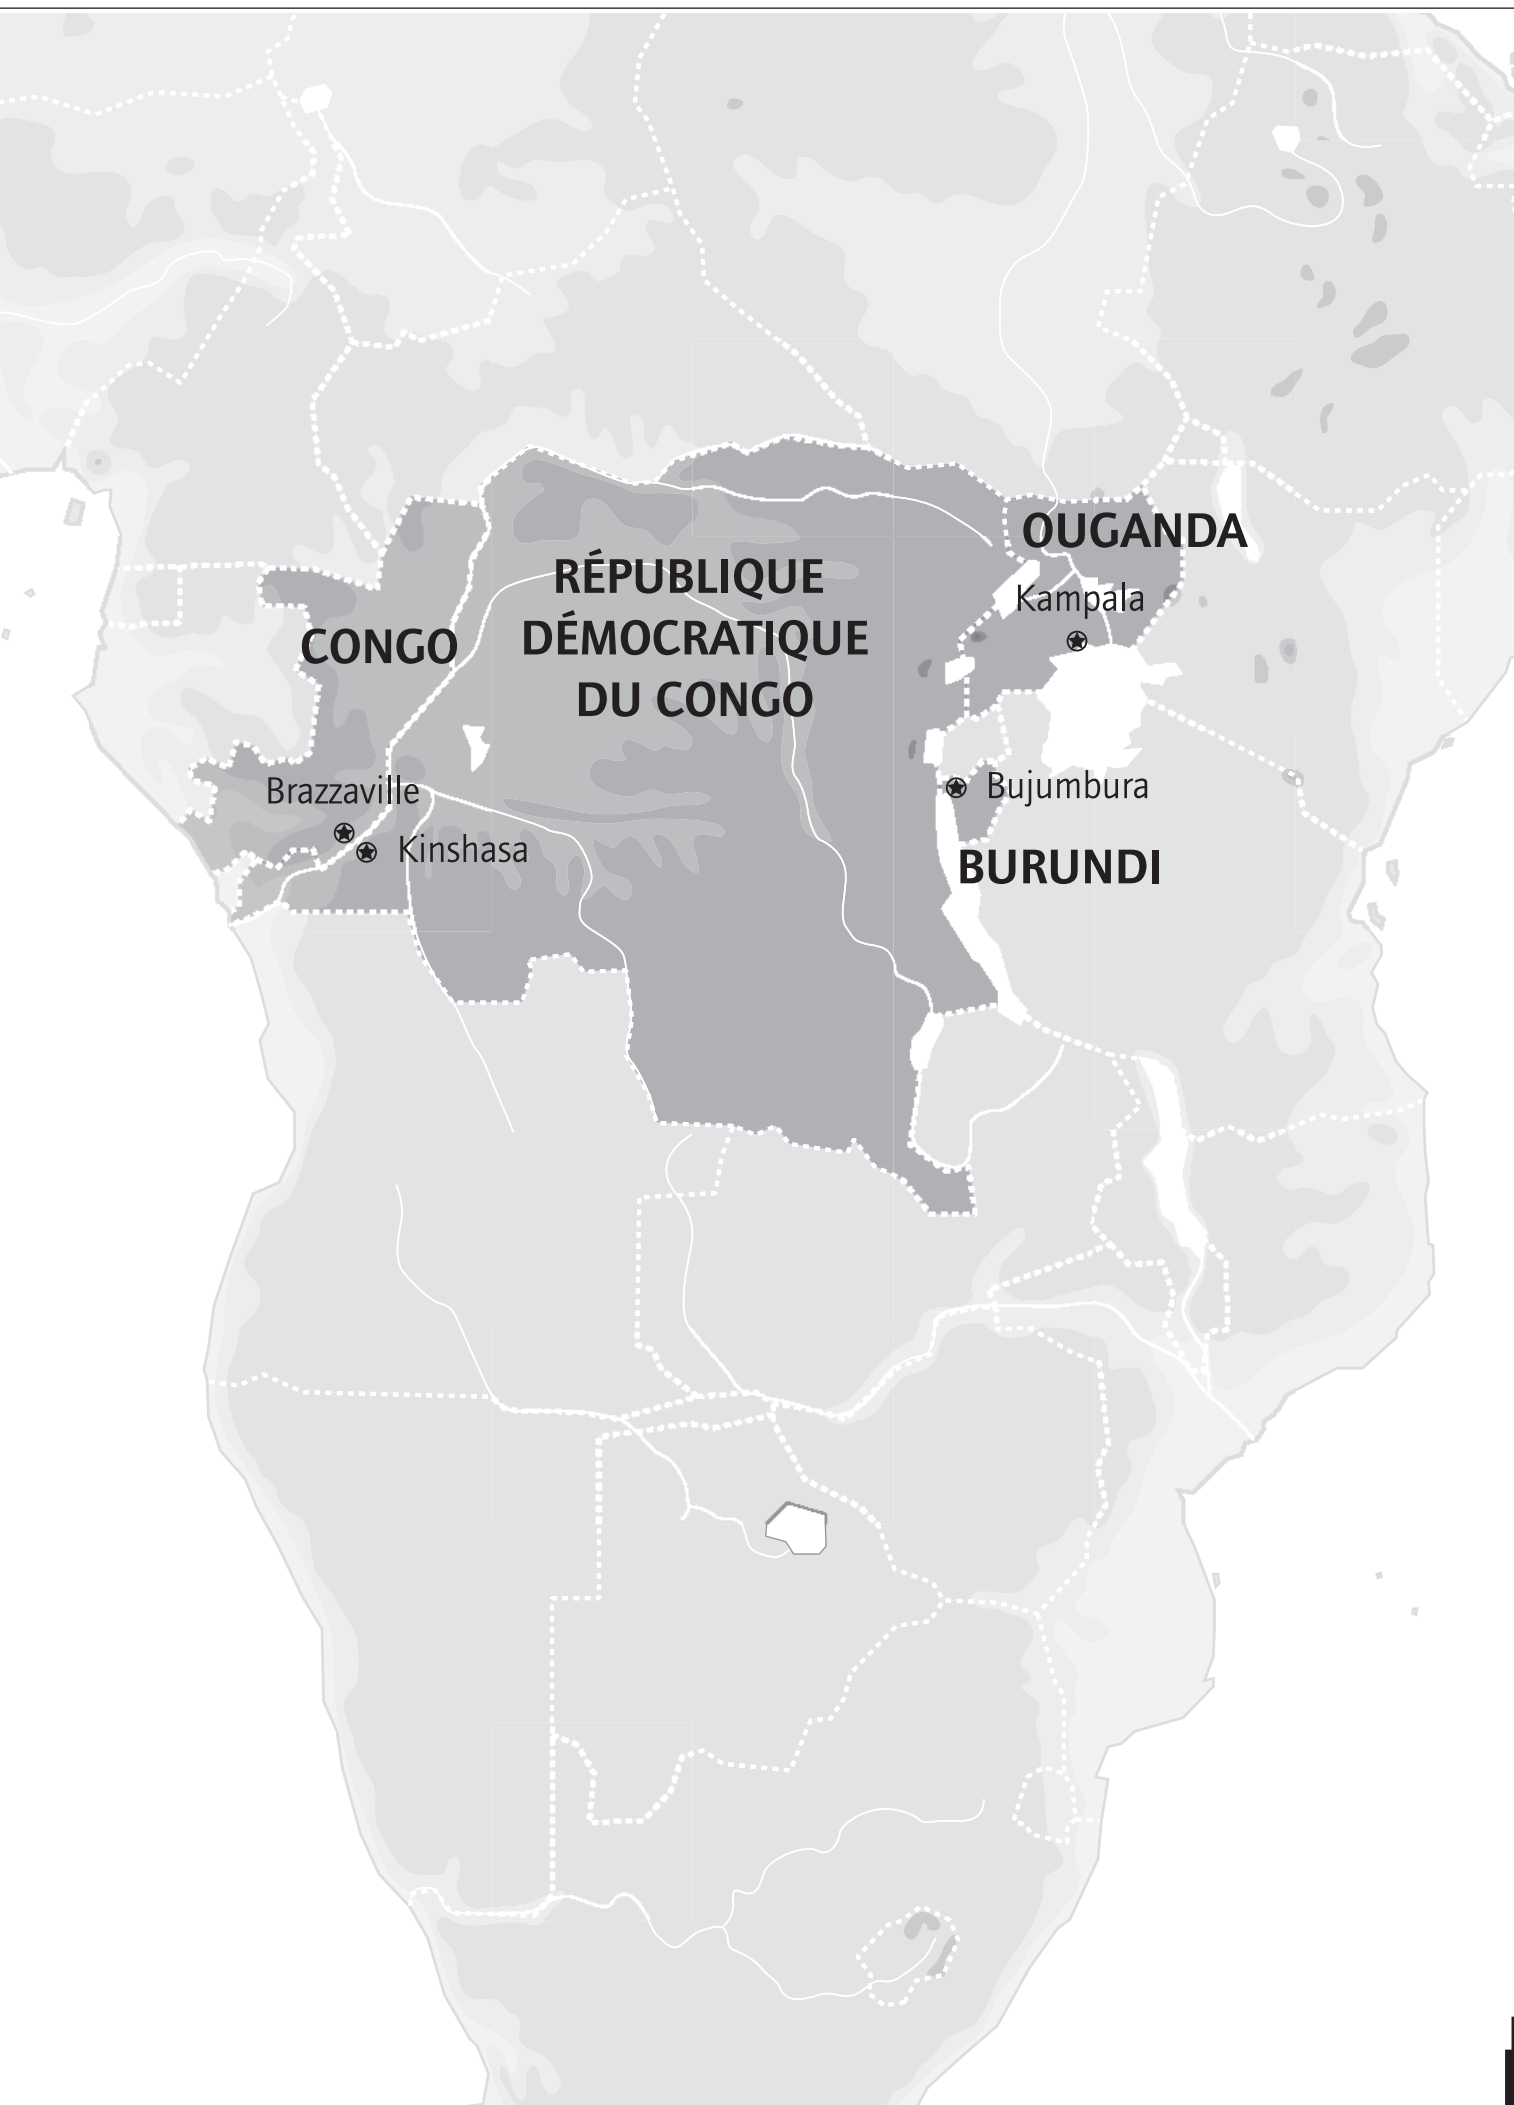 OUGANDA
Kampala
RÉPUBLIQUE
DÉMOCRATIQUE
DU CONGO
CONGO
Brazzaville
Kinshasa
Bujumbura
BURUNDI